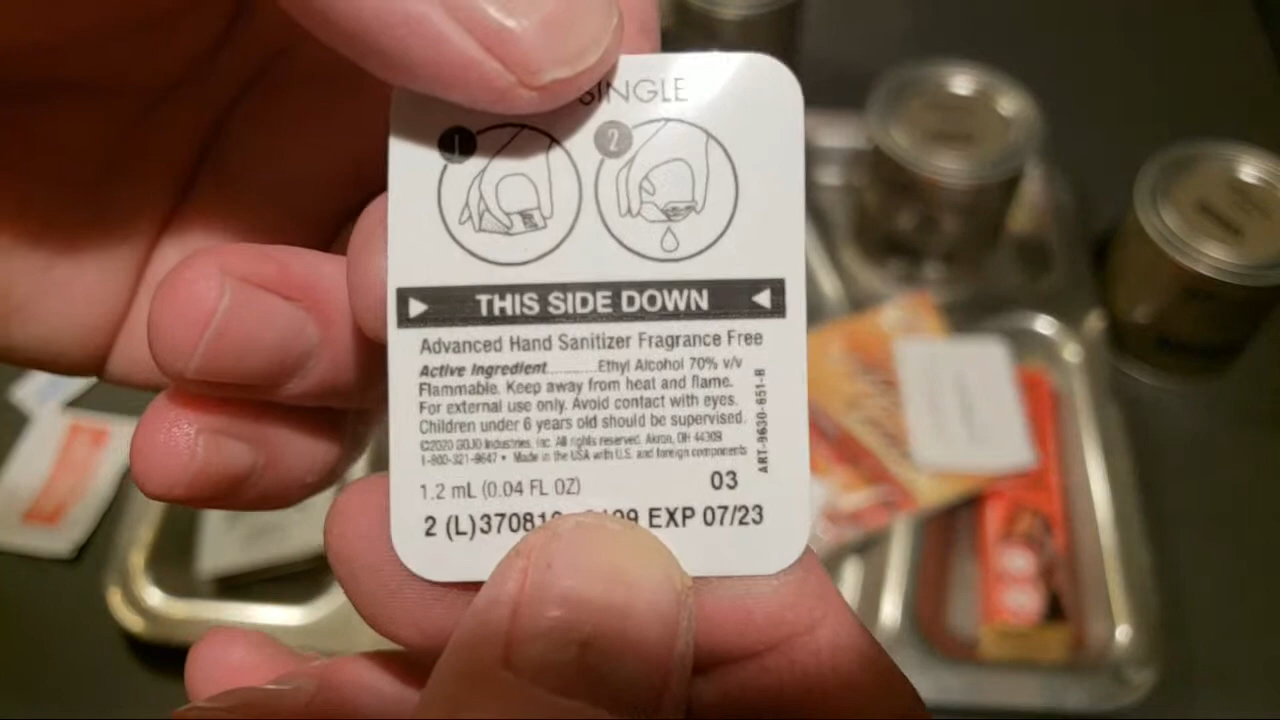 SINGLE
1 2
THIS SIDE DOWN
Advanced Hand Sanitizer Fragrance Free
Active Ingredient..........Ethyl Alcohol 70% v/v
Flammable. Keep away from heat and flame.
For external use only. Avoid contact with eyes.
Children under 6 years old should be supervised.
©2020 GOJO Industries, Inc. All rights reserved. Akron, OH 44309
1-800-321-9647 • Made in the USA with U.S. and foreign components
ART-9630-651-B
1.2 mL (0.04 FL OZ) 03
2 (L) EXP 07/23